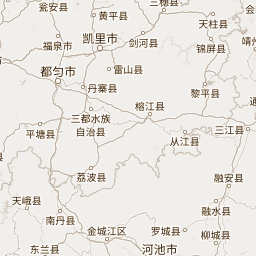 瓮安县
三穗县
黄平县
天柱县
凯里市
福泉市
剑河县
锦屏县
靖州
雷山县
都匀市
丹寨县
黎平县
榕江县
通
三都水族
自治县
平塘县
三江县
从江县
荔波县
融安县
天峨县
南丹县
融水县
金城江区
罗城县
柳城县
东兰县
河池市